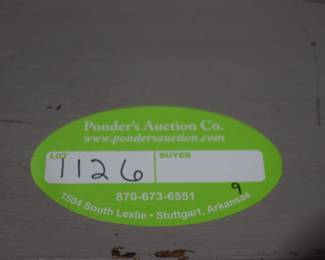 Ponder's Auction Co.
www.pondersauction.com
LOT BUYER
1126
870-673-6551
9
1504 South Leslie • Stuttgart, Arkansas